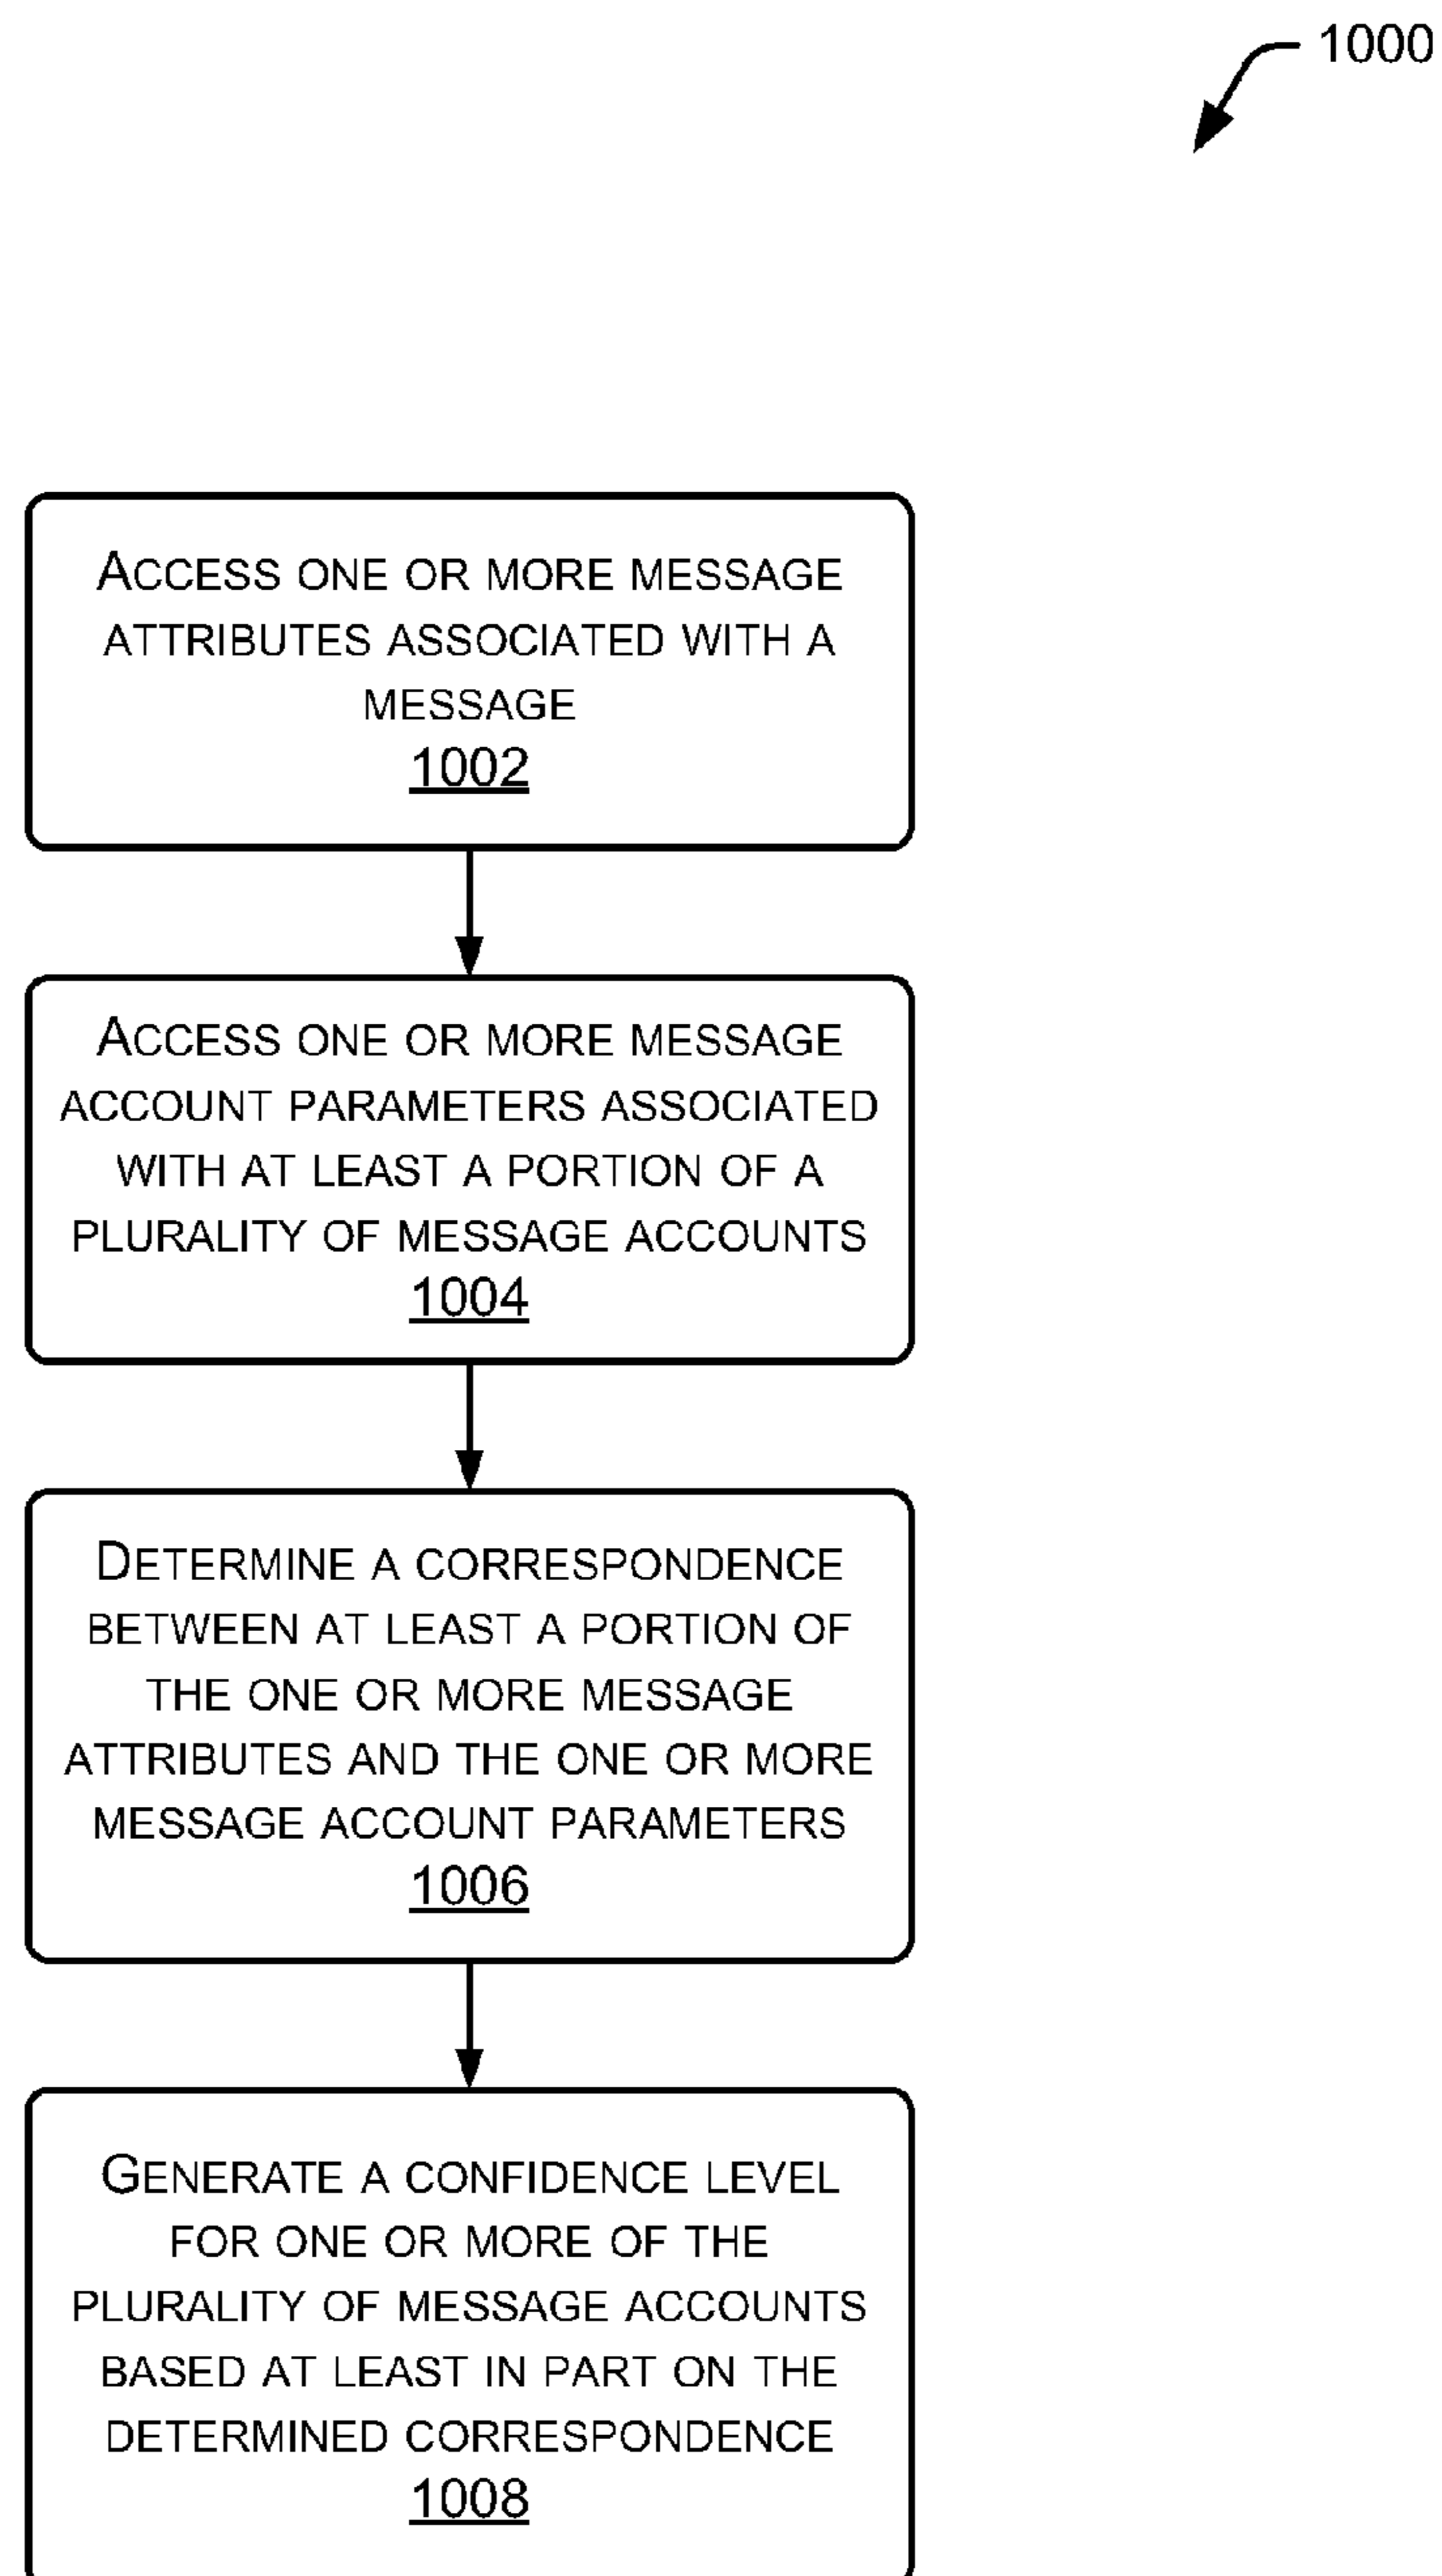 1000
ACCESS ONE OR MORE MESSAGE
ATTRIBUTES ASSOCIATED WITH A
MESSAGE
1002
ACCESS ONE OR MORE MESSAGE
ACCOUNT PARAMETERS ASSOCIATED
WITH AT LEAST A PORTION OF A
PLURALITY OF MESSAGE ACCOUNTS
1004
DETERMINE A CORRESPONDENCE
BETWEEN AT LEAST A PORTION OF
THE ONE OR MORE MESSAGE
ATTRIBUTES AND THE ONE OR MORE
MESSAGE ACCOUNT PARAMETERS
1006
GENERATE A CONFIDENCE LEVEL
FOR ONE OR MORE OF THE
PLURALITY OF MESSAGE ACCOUNTS
BASED AT LEAST IN PART ON THE
DETERMINED CORRESPONDENCE
1008